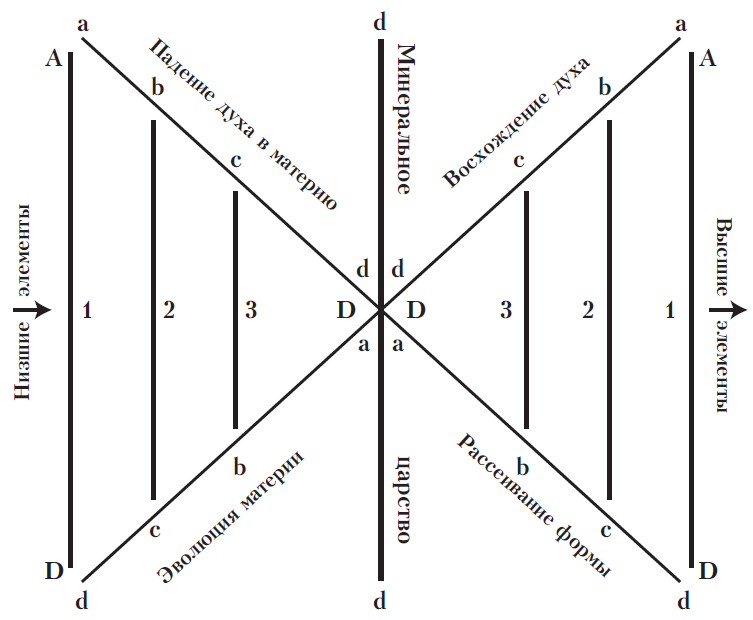 a
d
a
A
A
b
b
c
c
Падение духа в материю
Минеральное
Восхождение духа
Низшие элементы
Высшие элементы
d
d
1
2
3
D
D
3
2
1
a
a
b
b
c
c
Эволюция материи
царство
Рассеивание формы
D
D
d
d
d